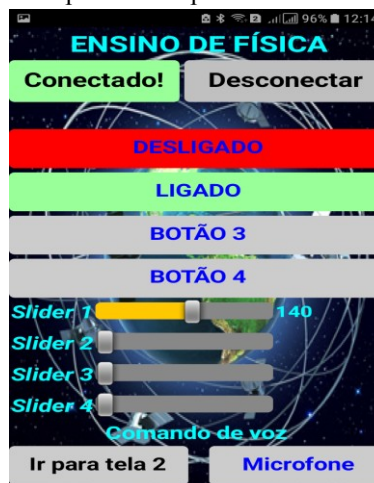 96% 12:14
ENSINO DE FÍSICA
Conectado! Desconectar
DESLIGADO
LIGADO
BOTÃO 3
BOTÃO 4
Slider 1 140
Slider 2
Slider 3
Slider 4
Comando de voz
Ir para tela 2 Microfone